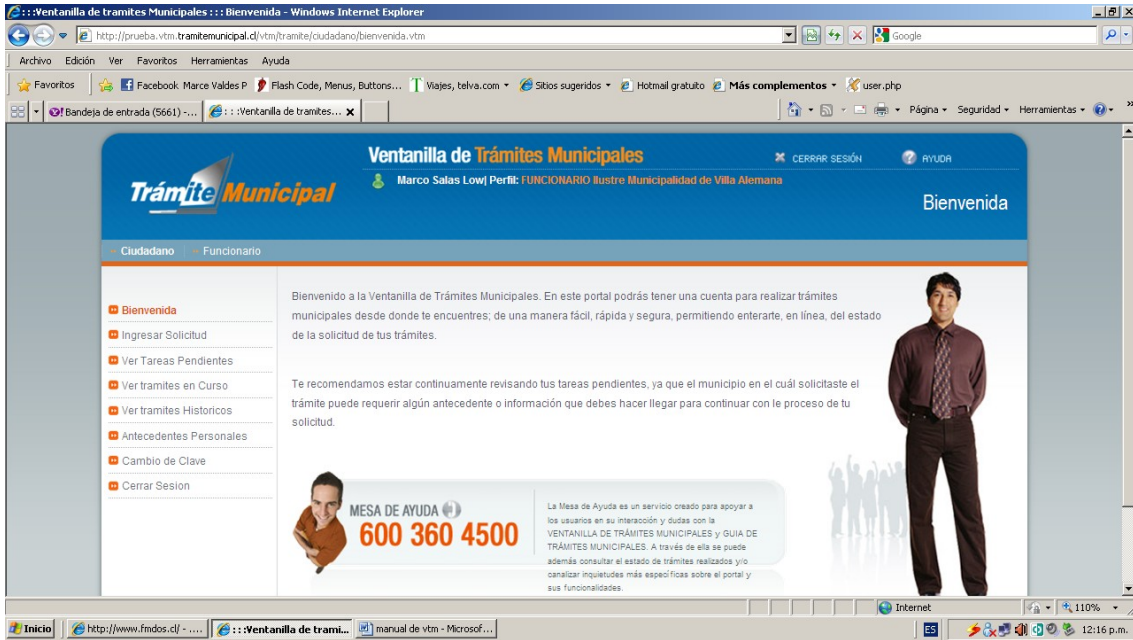 : : :Ventanilla de tramites Municipales : : : Bienvenida - Windows Internet Explorer
http://prueba.vtm.tramitemunicipal.cl/vtm/tramite/ciudadano/bienvenida.vtm
Google
Archivo Edición Ver Favoritos Herramientas Ayuda
Favoritos Facebook Marce Valdes P Flash Code, Menus, Buttons... Viajes, telva.com Sitios sugeridos Hotmail gratuito Más complementos user.php
Bandeja de entrada (5661) -... : : :Ventanilla de tramites... Página Seguridad Herramientas
Ventanilla de Trámites Municipales
CERRAR SESIÓN AYUDA
Marco Salas Low| Perfil: FUNCIONARIO Ilustre Municipalidad de Villa Alemana
Trámite Municipal
Bienvenida
Ciudadano Funcionario
Bienvenida
Ingresar Solicitud
Ver Tareas Pendientes
Ver tramites en Curso
Ver tramites Historicos
Antecedentes Personales
Cambio de Clave
Cerrar Sesion
Bienvenido a la Ventanilla de Trámites Municipales. En este portal podrás tener una cuenta para realizar trámites
municipales desde donde te encuentres; de una manera fácil, rápida y segura, permitiendo enterarte, en línea, del estado
de la solicitud de tus trámites.
Te recomendamos estar continuamente revisando tus tareas pendientes, ya que el municipio en el cuál solicitaste el
trámite puede requerir algún antecedente o información que debes hacer llegar para continuar con le proceso de tu
solicitud.
MESA DE AYUDA
600 360 4500
La Mesa de Ayuda es un servicio creado para apoyar a
los usuarios en su interacción y dudas con la
VENTANILLA DE TRÁMITES MUNICIPALES y GUIA DE
TRÁMITES MUNICIPALES. A través de ella se puede
además consultar el estado de trámites realizados y/o
canalizar inquietudes más específicas sobre el portal y
sus funcionalidades.
Internet 110%
Inicio http://www.fmdos.cl/ - .... : : :Ventanilla de trami... manual de vtm - Microsof... ES 12:16 p.m.